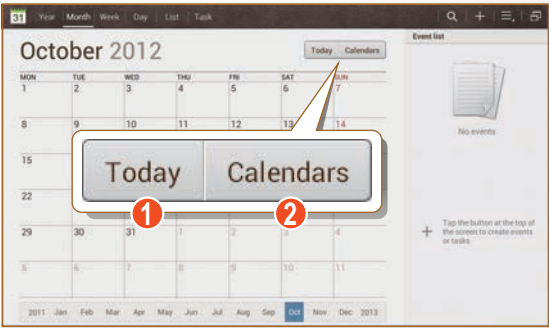 31 Year Month Week Day List Task
October 2012
Today Calendars
Event list
MON TUE WED THU FRI SAT SUN
1 2 3 4 5 6 7
No events
8 9 10 11 12 13 14
Today Calendars
1 2
15
22
Tap the button at the top of
the screen to create events
or tasks.
29 30 31 1 2 3 4
5 6 7 8 9 10 11
2011 Jan Feb Mar Apr May Jun Jul Aug Sep Oct Nov Dec 2013